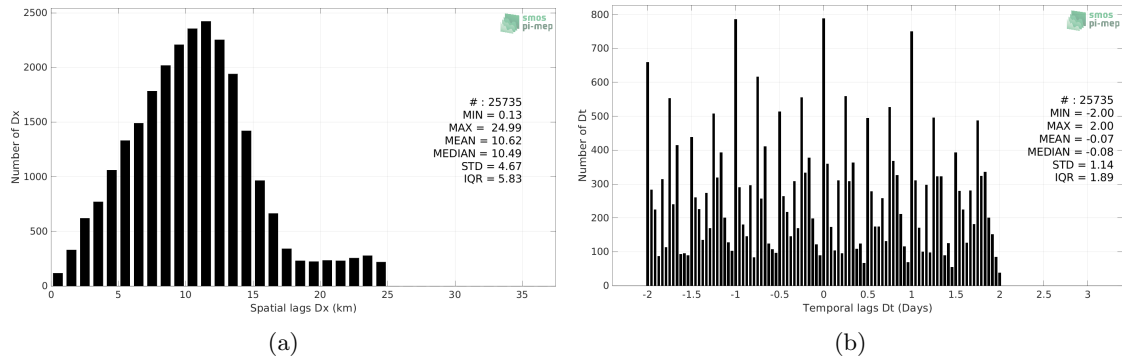 2500
2000
1500
1000
500
0
0
5
10
15
20
25
30
35
Number of Dx
Spatial lags Dx (km)
smos
pi-mep
# : 25735
MIN = 0.13
MAX = 24.99
MEAN = 10.62
MEDIAN = 10.49
STD = 4.67
IQR = 5.83
(a)
800
700
600
500
400
300
200
100
0
-2
-1.5
-1
-0.5
0
0.5
1
1.5
2
2.5
3
Number of Dt
Temporal lags Dt (Days)
smos
pi-mep
# : 25735
MIN = -2.00
MAX = 2.00
MEAN = -0.07
MEDIAN = -0.08
STD = 1.14
IQR = 1.89
(b)